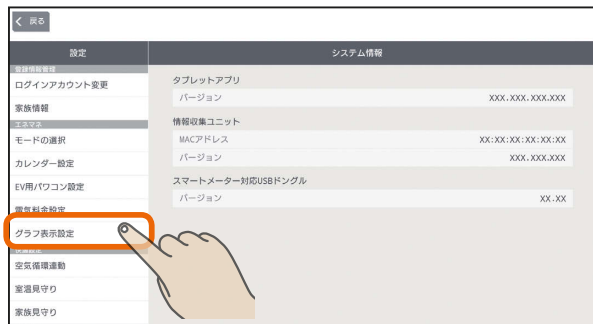 戻る
設定
システム情報
登録情報管理
ログインアカウント変更
家族情報
エネマネ
モードの選択
カレンダー設定
EV用パワコン設定
電気料金設定
グラフ表示設定
空気循環連動
室温見守り
家族見守り
タブレットアプリ
バージョン XXX.XXX.XXX.XXX
情報収集ユニット
MACアドレス XX:XX:XX:XX:XX:XX
バージョン XXX.XXX.XXX
スマートメーター対応USBドングル
バージョン XX.XX